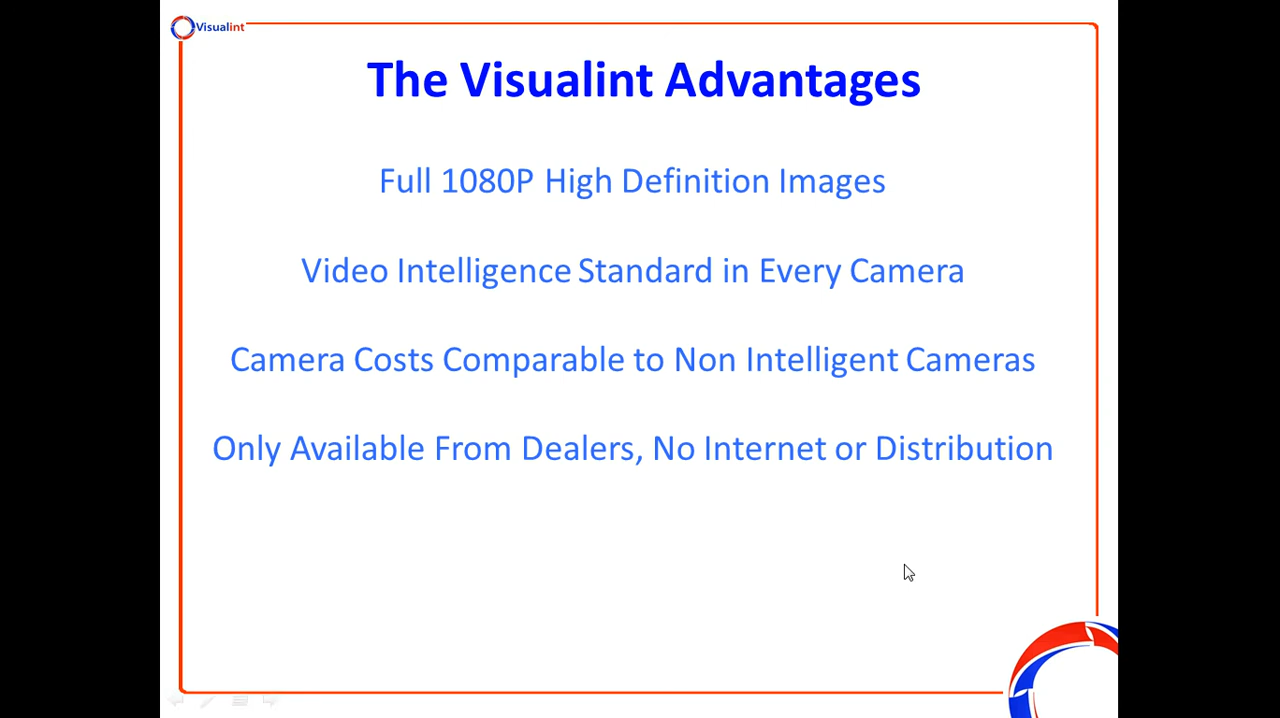 Visualint
The Visualint Advantages
Full 1080P High Definition Images
Video Intelligence Standard in Every Camera
Camera Costs Comparable to Non Intelligent Cameras
Only Available From Dealers, No Internet or Distribution